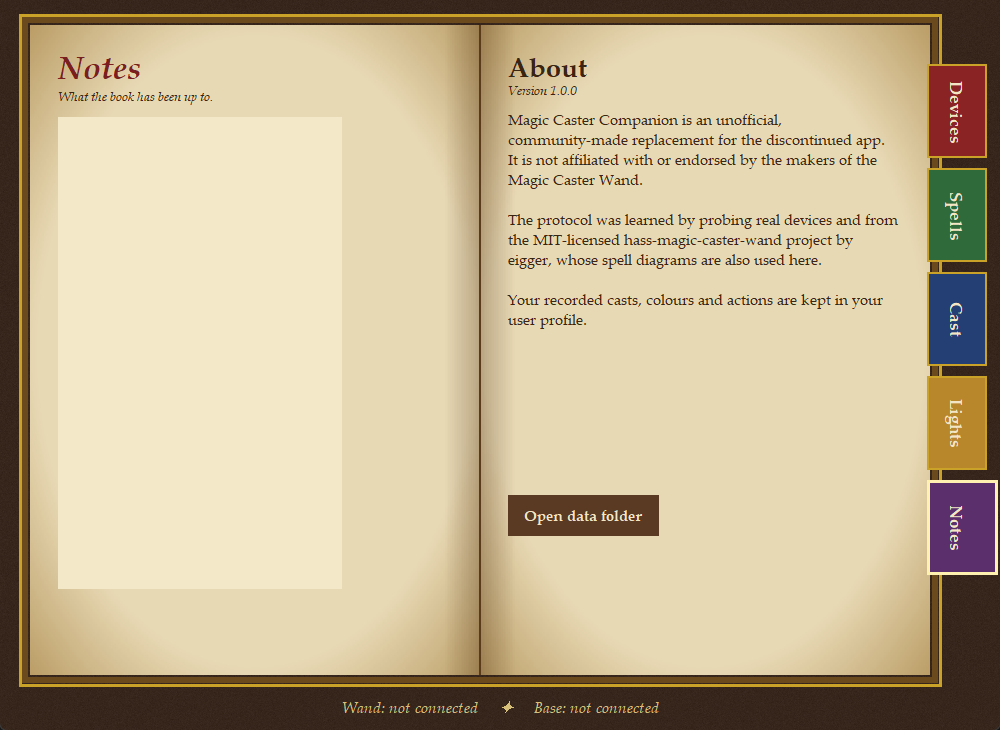 Notes
What the book has been up to.
About
Version 1.0.0
Magic Caster Companion is an unofficial,
community-made replacement for the discontinued app.
It is not affiliated with or endorsed by the makers of the
Magic Caster Wand.
The protocol was learned by probing real devices and from
the MIT-licensed hass-magic-caster-wand project by
eigger, whose spell diagrams are also used here.
Your recorded casts, colours and actions are kept in your
user profile.
Open data folder
Devices
Spells
Cast
Lights
Notes
Wand: not connected ✦ Base: not connected